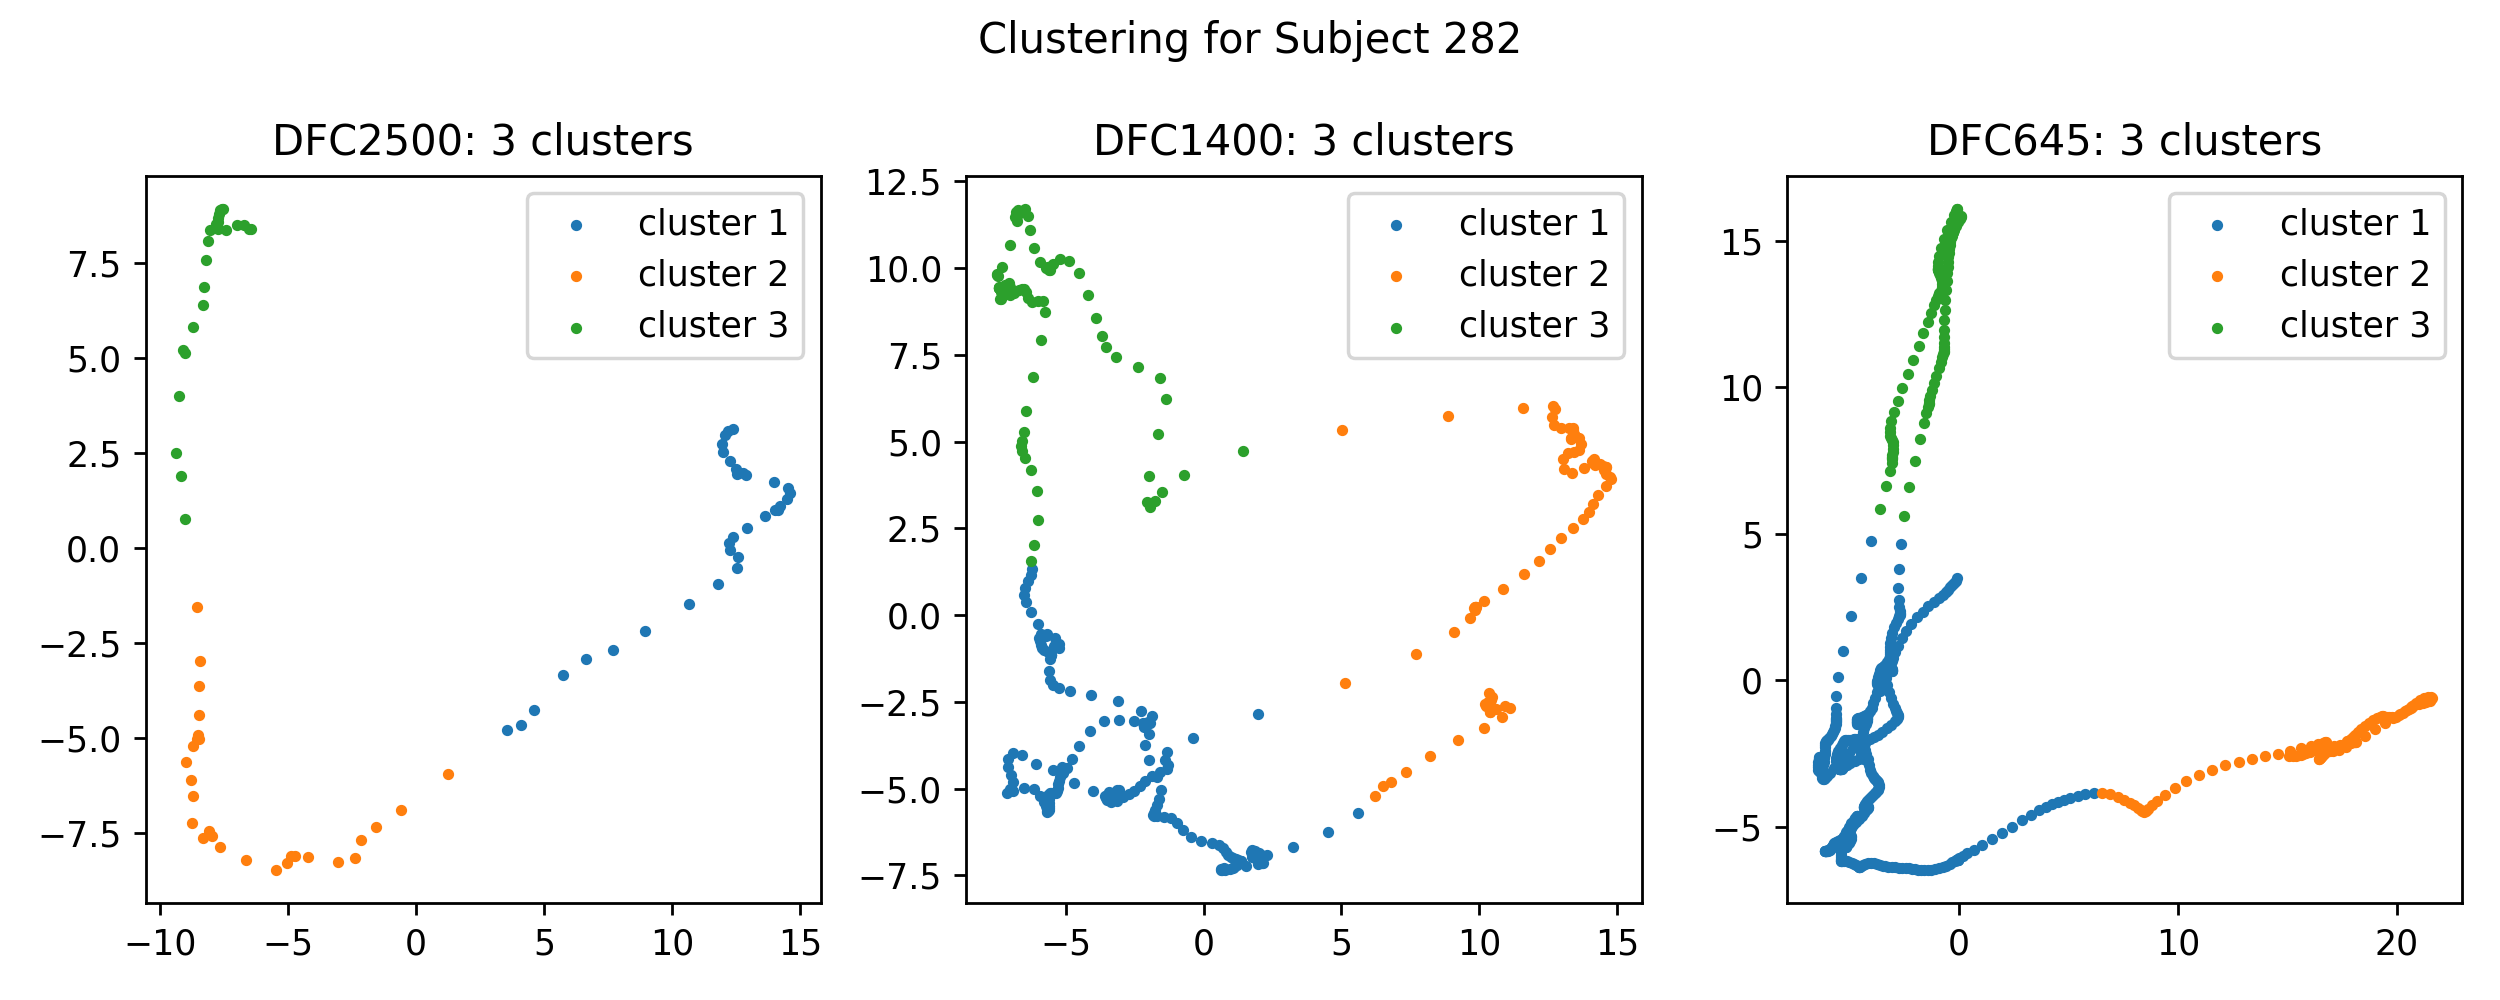 Clustering for Subject 282
DFC2500: 3 clusters
cluster 1
cluster 2
cluster 3
7.5
5.0
2.5
0.0
−2.5
−5.0
−7.5
−10
−5
0
5
10
15
DFC1400: 3 clusters
cluster 1
cluster 2
cluster 3
12.5
10.0
7.5
5.0
2.5
0.0
−2.5
−5.0
−7.5
−5
0
5
10
15
DFC645: 3 clusters
cluster 1
cluster 2
cluster 3
15
10
5
0
−5
0
10
20